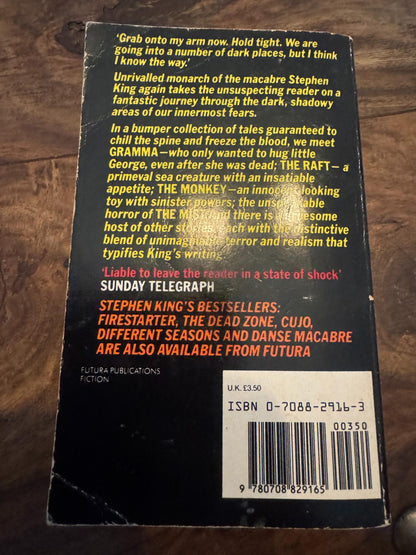 'Grab onto my arm now. Hold tight. We are
going into a number of dark places, but I think
I know the way.'
Unrivalled monarch of the macabre Stephen
King again takes the unsuspecting reader on a
fantastic journey through the dark, shadowy
areas of our innermost fears.
In a bumper collection of tales guaranteed to
chill the spine and freeze the blood, we meet
GRAMMA—who only wanted to hug little
George, even after she was dead; THE RAFT—a
primeval sea creature with an insatiable
appetite; THE MONKEY—an innocent looking
toy with sinister powers; the unspeakable
horror of THE MIST and there is a gruesome
host of other stories each with the distinctive
blend of unimaginable terror and realism that
typifies King's writing
'Liable to leave the reader in a state of shock'
SUNDAY TELEGRAPH
STEPHEN KING'S BESTSELLERS:
FIRESTARTER, THE DEAD ZONE, CUJO,
DIFFERENT SEASONS AND DANSE MACABRE
ARE ALSO AVAILABLE FROM FUTURA
FUTURA PUBLICATIONS
FICTION
U.K. £3.50
ISBN 0-7088-2916-3
00350
9 780708 829165